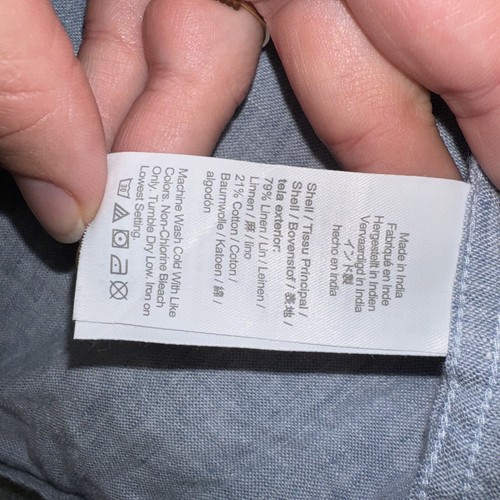 Made in India
Fabriqué en Inde
Hergestellt in Indien
Vervaardigd in India
インド製
hecho en india
Shell / Tissu Principal /
Shell / Bovenstof / 表地 /
tela exterior:
79% Linen / Lin / Leinen /
Linnen / 麻 / lino
21% Cotton / Coton /
Baumwolle / Katoen / 綿 /
algodón
Machine Wash Cold With Like
Colors. Non-Chlorine Bleach
Only. Tumble Dry Low. Iron on
Lowest Setting.